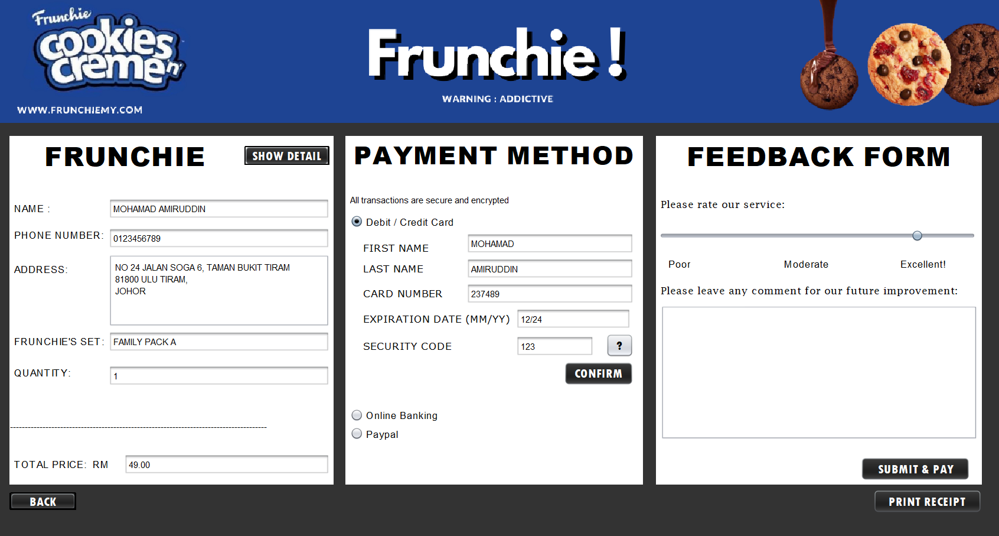 Frunchie
cookies
n'
creme
WWW.FRUNCHIEMY.COM
Frunchie !
WARNING : ADDICTIVE
FRUNCHIE
SHOW DETAIL
NAME :
MOHAMAD AMIRUDDIN
PHONE NUMBER:
0123456789
ADDRESS:
NO 24 JALAN SOGA 6, TAMAN BUKIT TIRAM
81800 ULU TIRAM,
JOHOR
FRUNCHIE'S SET:
FAMILY PACK A
QUANTITY:
1
---------------------------------------------------------------------------------------
TOTAL PRICE: RM
49.00
BACK
PAYMENT METHOD
All transactions are secure and encrypted
Debit / Credit Card
FIRST NAME
MOHAMAD
LAST NAME
AMIRUDDIN
CARD NUMBER
237489
EXPIRATION DATE (MM/YY)
12/24
SECURITY CODE
123
?
CONFIRM
Online Banking
Paypal
FEEDBACK FORM
Please rate our service:
Poor
Moderate
Excellent!
Please leave any comment for our future improvement:
SUBMIT & PAY
PRINT RECEIPT